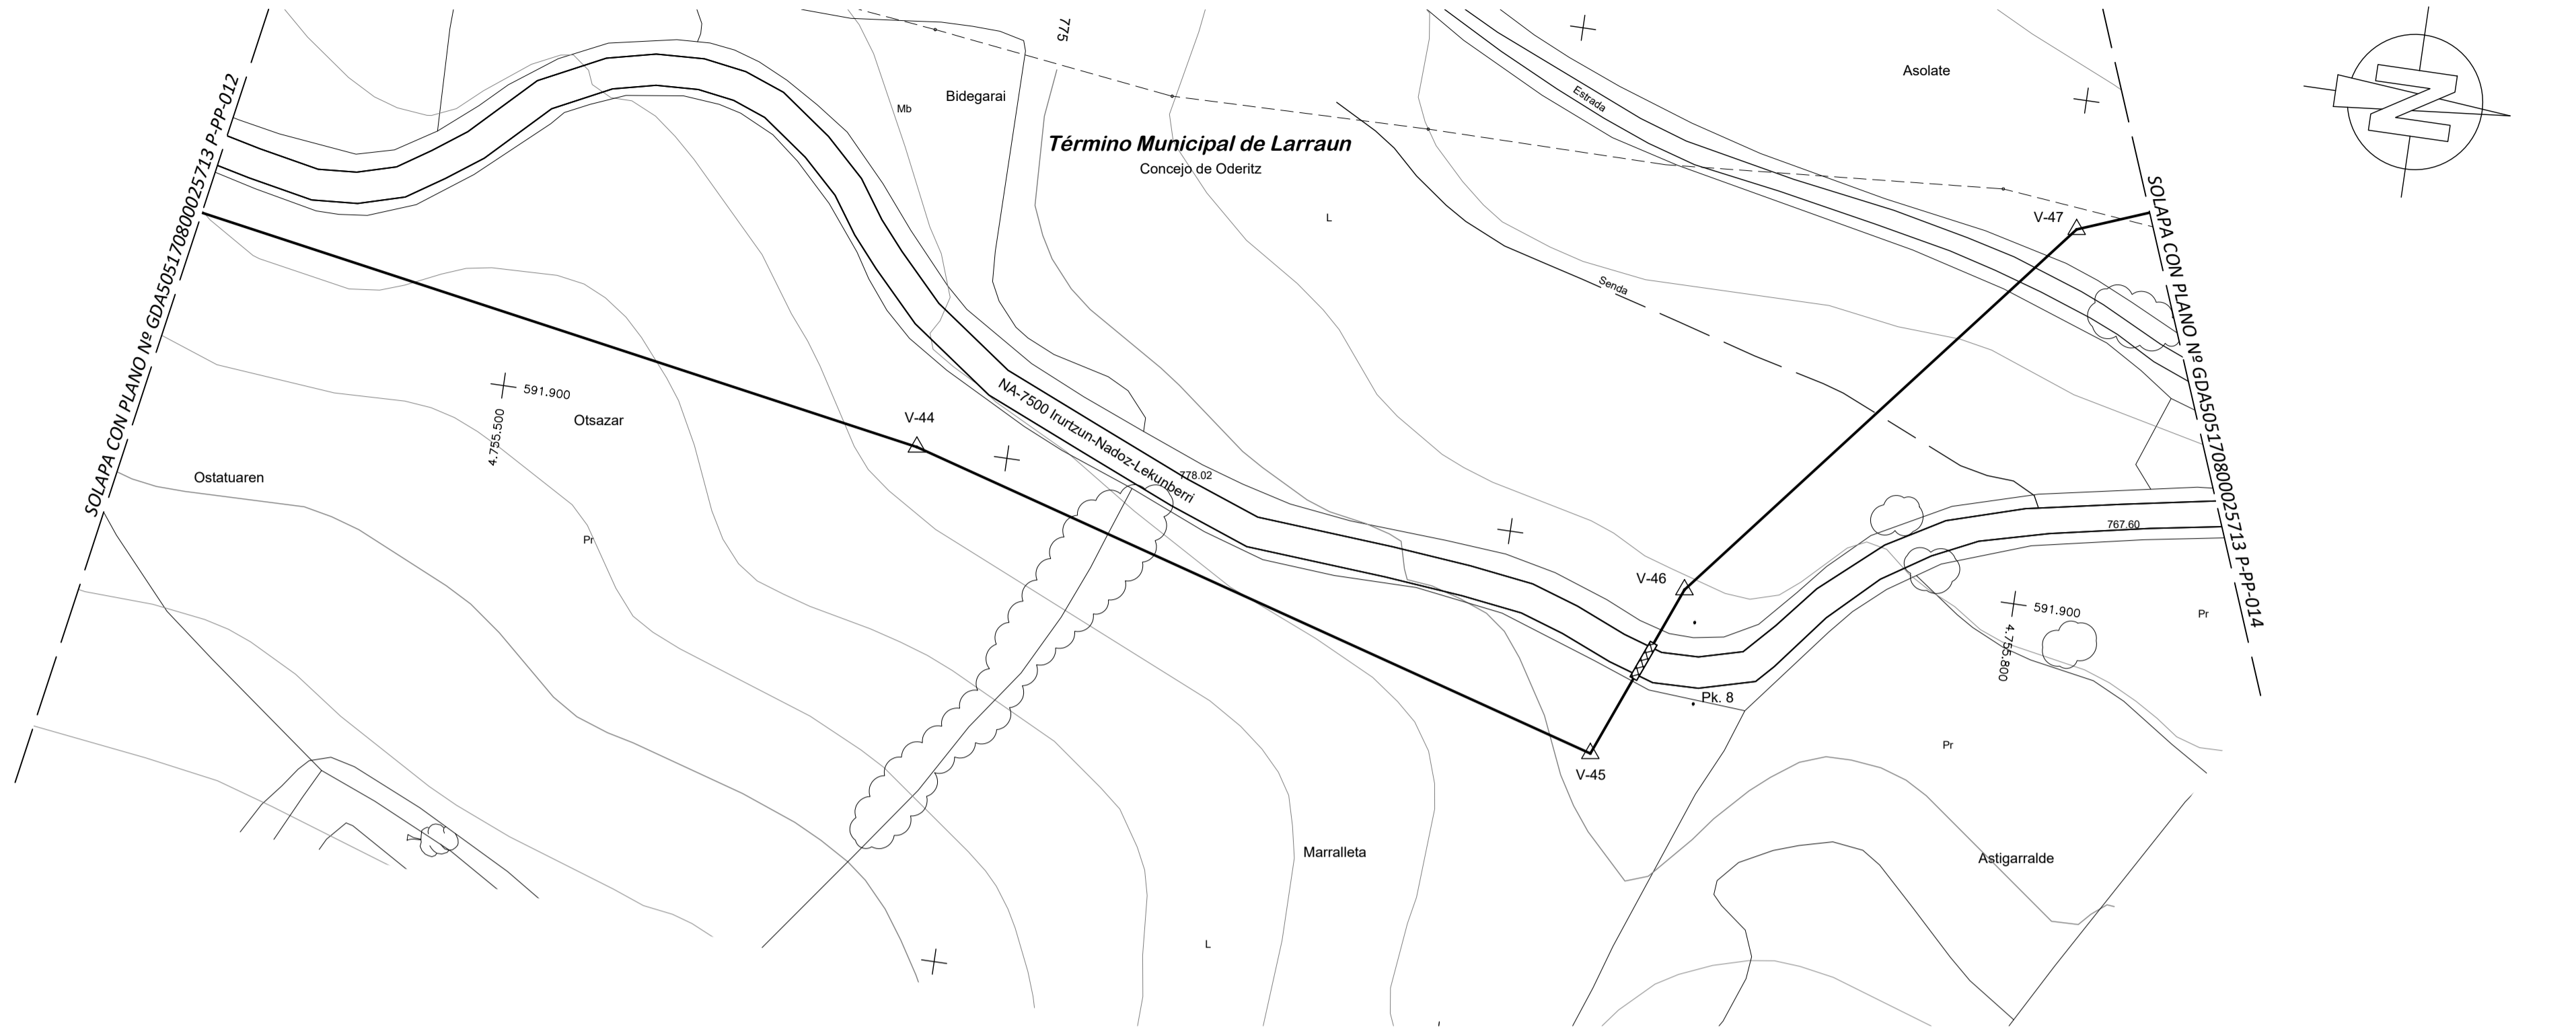 775
SOLAPA CON PLANO Nº GDA5051708000025713 P-PP-012
Asolate
Estrada
Bidegarai
Mb
Término Municipal de Larraun
Concejo de Oderitz
N
L
V-47
SOLAPA CON PLANO Nº GDA5051708000025713 P-PP-014
Senda
591.900
4.755.500
Otsazar
V-44
NA-7500 Irurtzun-Nadoz-Lekunberri
778.02
Ostatuaren
Pr
767.60
V-46
591.900
4.755.800
Pr
Pk. 8
Pr
V-45
Marralleta
Astigarralde
L